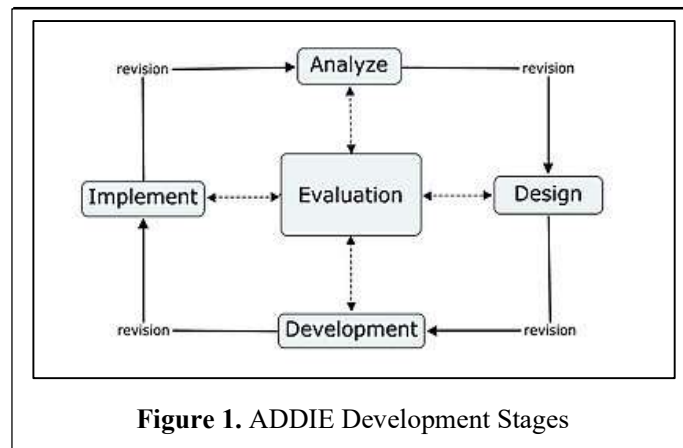 revision
Analyze
revision
Implement
Evaluation
Design
revision
Development
revision
Figure 1. ADDIE Development Stages